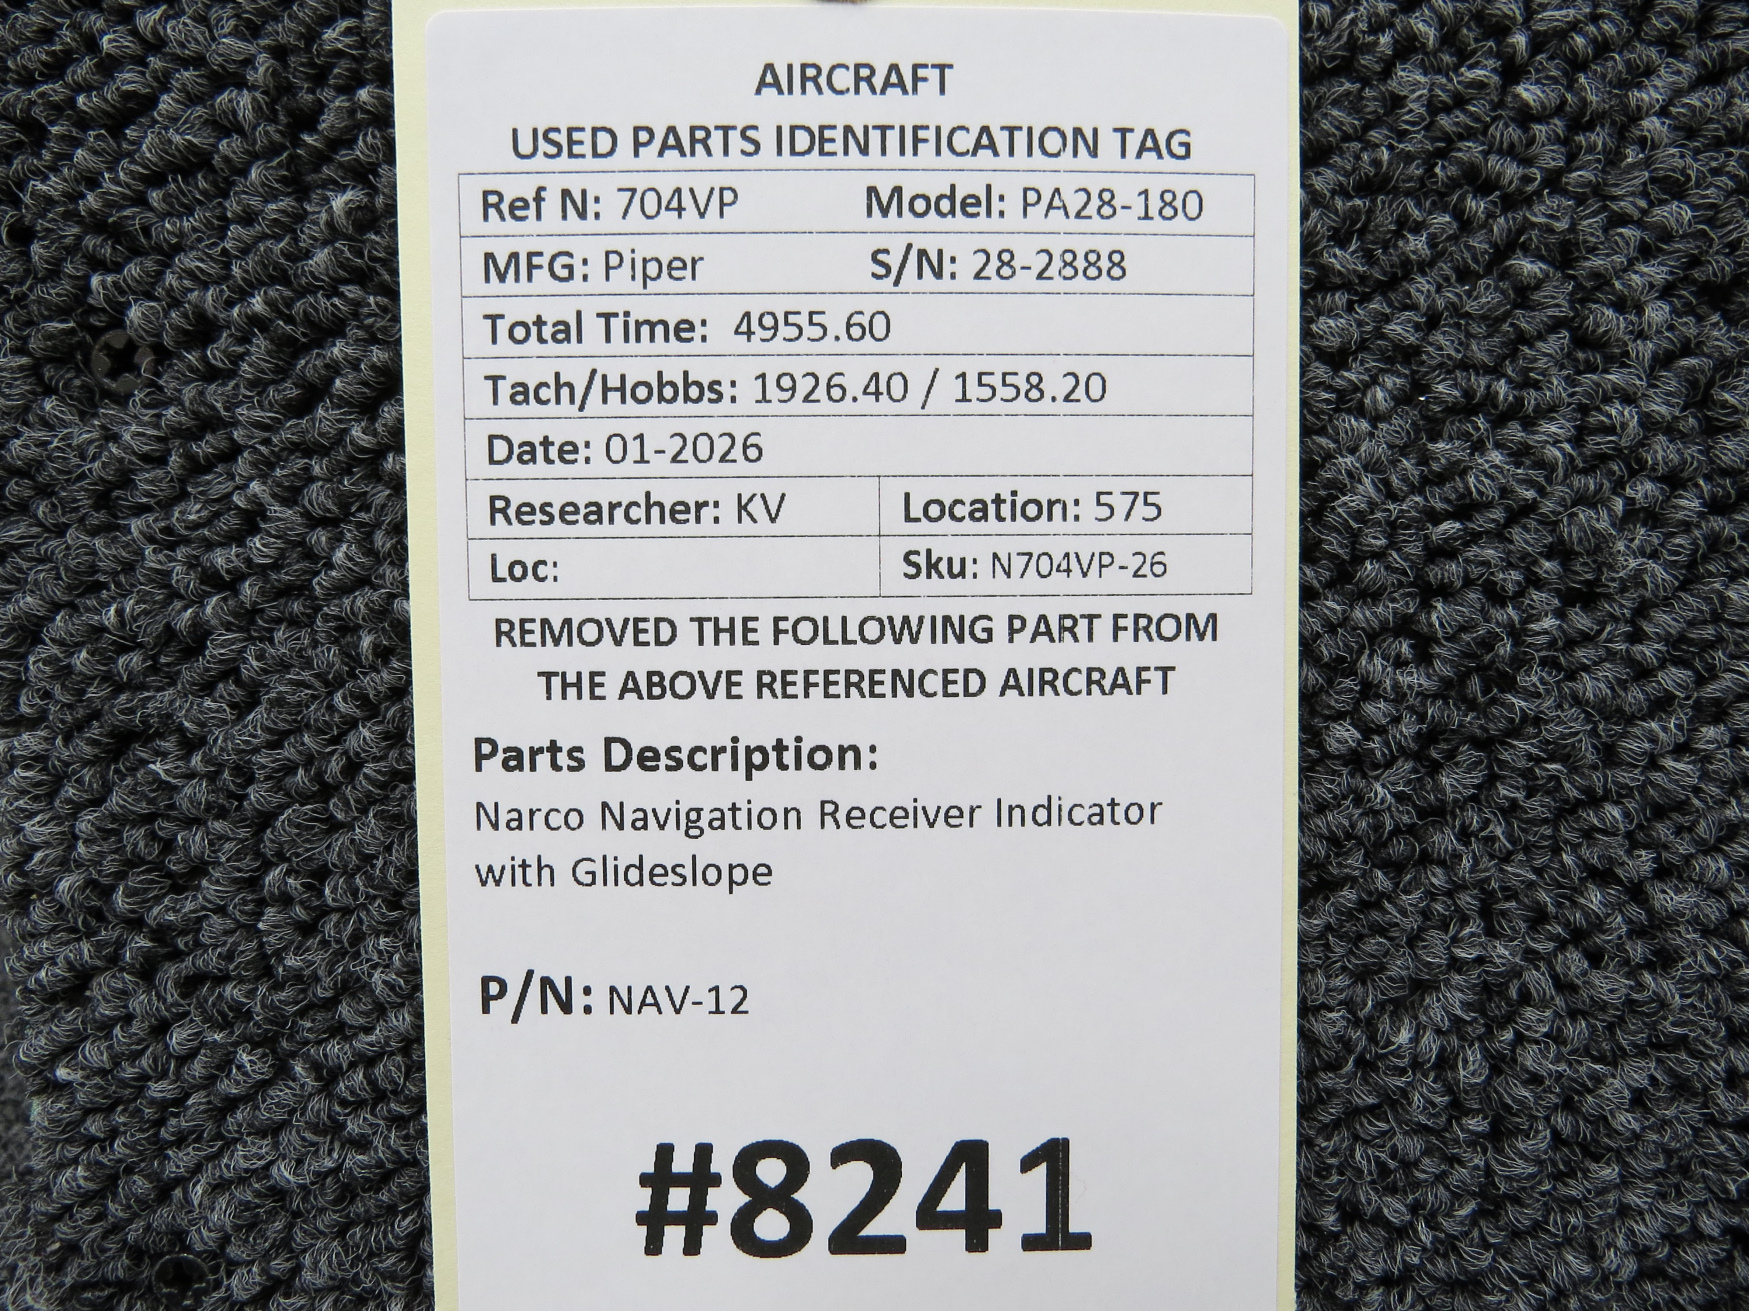 AIRCRAFT
USED PARTS IDENTIFICATION TAG
Ref N: 704VP Model: PA28-180
MFG: Piper S/N: 28-2888
Total Time: 4955.60
Tach/Hobbs: 1926.40 / 1558.20
Date: 01-2026
Researcher: KV Location: 575
Loc: Sku: N704VP-26
REMOVED THE FOLLOWING PART FROM
THE ABOVE REFERENCED AIRCRAFT
Parts Description:
Narco Navigation Receiver Indicator
with Glideslope
P/N: NAV-12
#8241